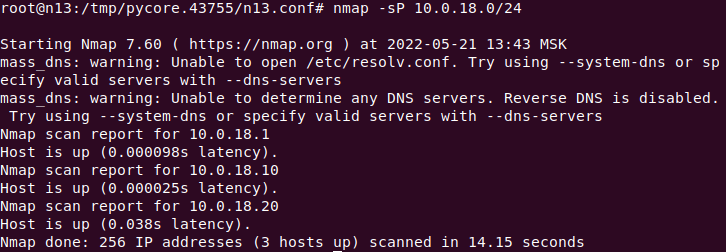 root@n13:/tmp/pycore.43755/n13.conf# nmap -sP 10.0.18.0/24
Starting Nmap 7.60 ( https://nmap.org ) at 2022-05-21 13:43 MSK
mass_dns: warning: Unable to open /etc/resolv.conf. Try using --system-dns or sp
ecify valid servers with --dns-servers
mass_dns: warning: Unable to determine any DNS servers. Reverse DNS is disabled.
 Try using --system-dns or specify valid servers with --dns-servers
Nmap scan report for 10.0.18.1
Host is up (0.000098s latency).
Nmap scan report for 10.0.18.10
Host is up (0.000025s latency).
Nmap scan report for 10.0.18.20
Host is up (0.038s latency).
Nmap done: 256 IP addresses (3 hosts up) scanned in 14.15 seconds